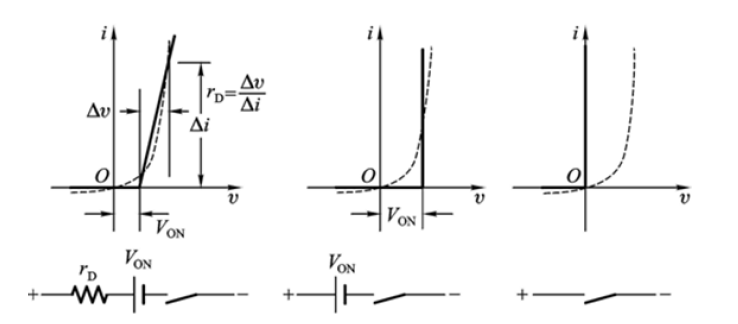 i
i
i
Δv
r_D=Δv/Δi
Δi
O
O
O
v
v
v
V_ON
V_ON
r_D
V_ON
V_ON
+
−
+
−
+
−